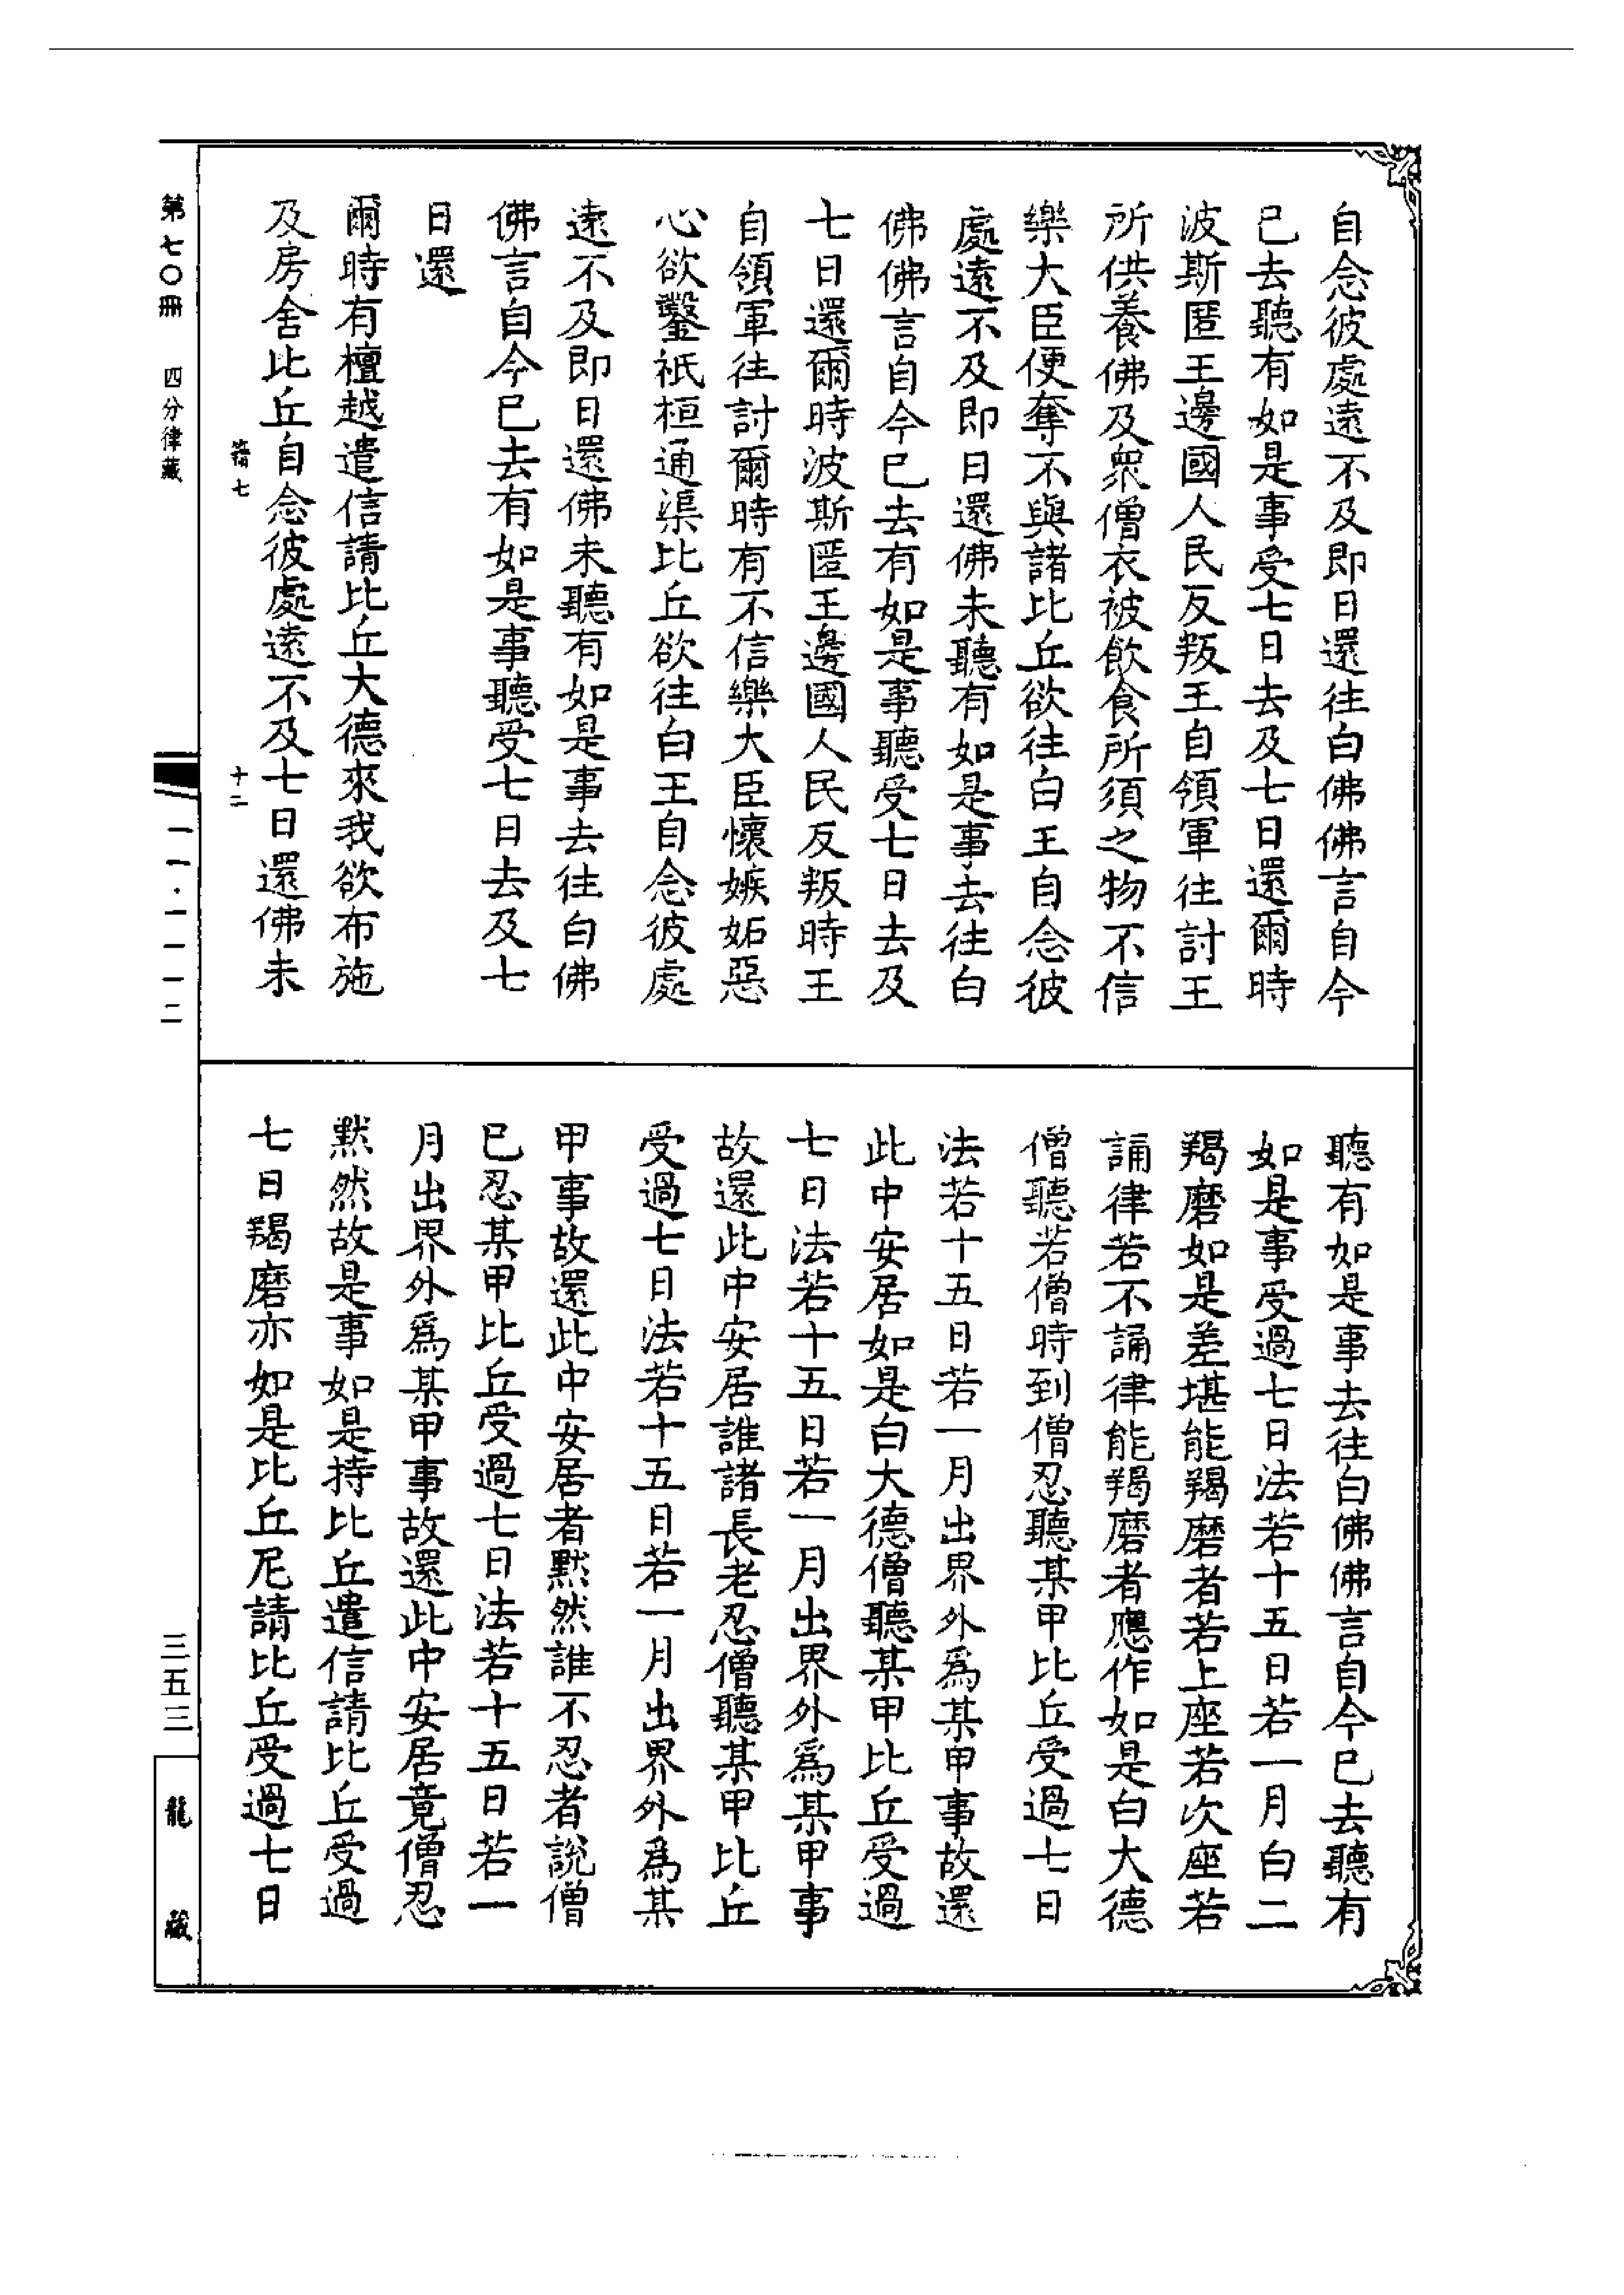 自念彼處遠不及即日還往白佛佛言自今
已去聽有如是事受七日去及七日還爾時
波斯匿王邊國人民反叛王自領軍往討王
所供養佛及衆僧衣被飲食所須之物不信
樂大臣便奪不與諸比丘欲往白王自念彼
處遠不及即日還佛未聽有如是事去往白
佛佛言自今已去有如是事聽受七日去及
七日還爾時波斯匿王邊國人民反叛時王
自領軍往討爾時有不信樂大臣懷嫉妬惡
心欲鑿祇桓通渠比丘欲往白王自念彼處
遠不及即日還佛未聽有如是事去往白佛
佛言自今已去有如是事聽受七日去及七
日還
爾時有檀越遣信請比丘大德來我欲布施
及房舍比丘自念彼處遠不及七日還佛未
聽有如是事去往白佛佛言自今已去聽有
如是事受過七日法若十五日若一月白二
羯磨如是差堪能羯磨者若上座若次座若
誦律若不誦律能羯磨者應作如是白大德
僧聽若僧時到僧忍聽某甲比丘受過七日
法若十五日若一月出界外爲某甲事故還
此中安居如是白大德僧聽某甲比丘受過
七日法若十五日若一月出界外爲某甲事
故還此中安居誰諸長老忍僧聽某甲比丘
受過七日法若十五日若一月出界外爲某
甲事故還此中安居者默然誰不忍者說僧
已忍某甲比丘受過七日法若十五日若一
月出界外爲某甲事故還此中安居竟僧忍
默然故是事如是持比丘遣信請比丘受過
七日羯磨亦如是比丘尼請比丘受過七日
籍七
十二
第七〇冊
四分律藏
一一·一一一二
三五三
龍藏